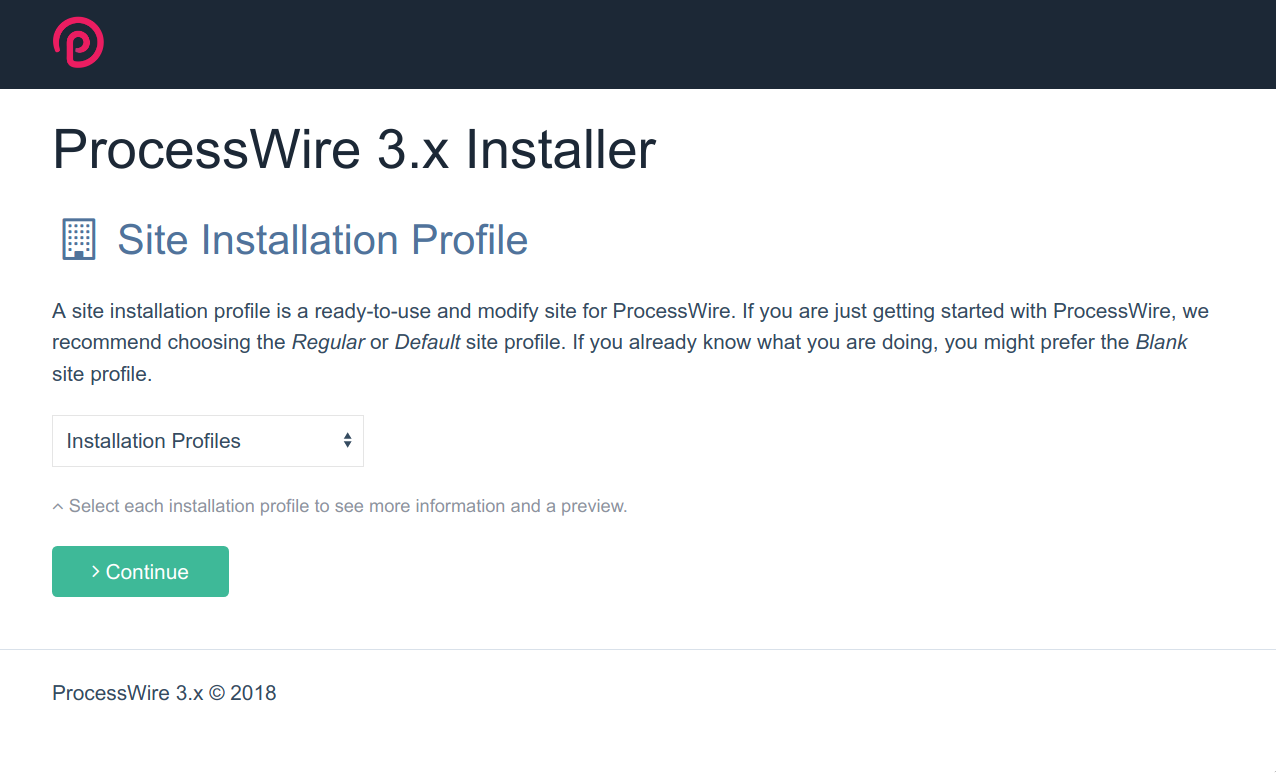 ProcessWire 3.x Installer
Site Installation Profile
A site installation profile is a ready-to-use and modify site for ProcessWire. If you are just getting started with ProcessWire, we
recommend choosing the Regular or Default site profile. If you already know what you are doing, you might prefer the Blank
site profile.
Installation Profiles
Select each installation profile to see more information and a preview.
Continue
ProcessWire 3.x © 2018